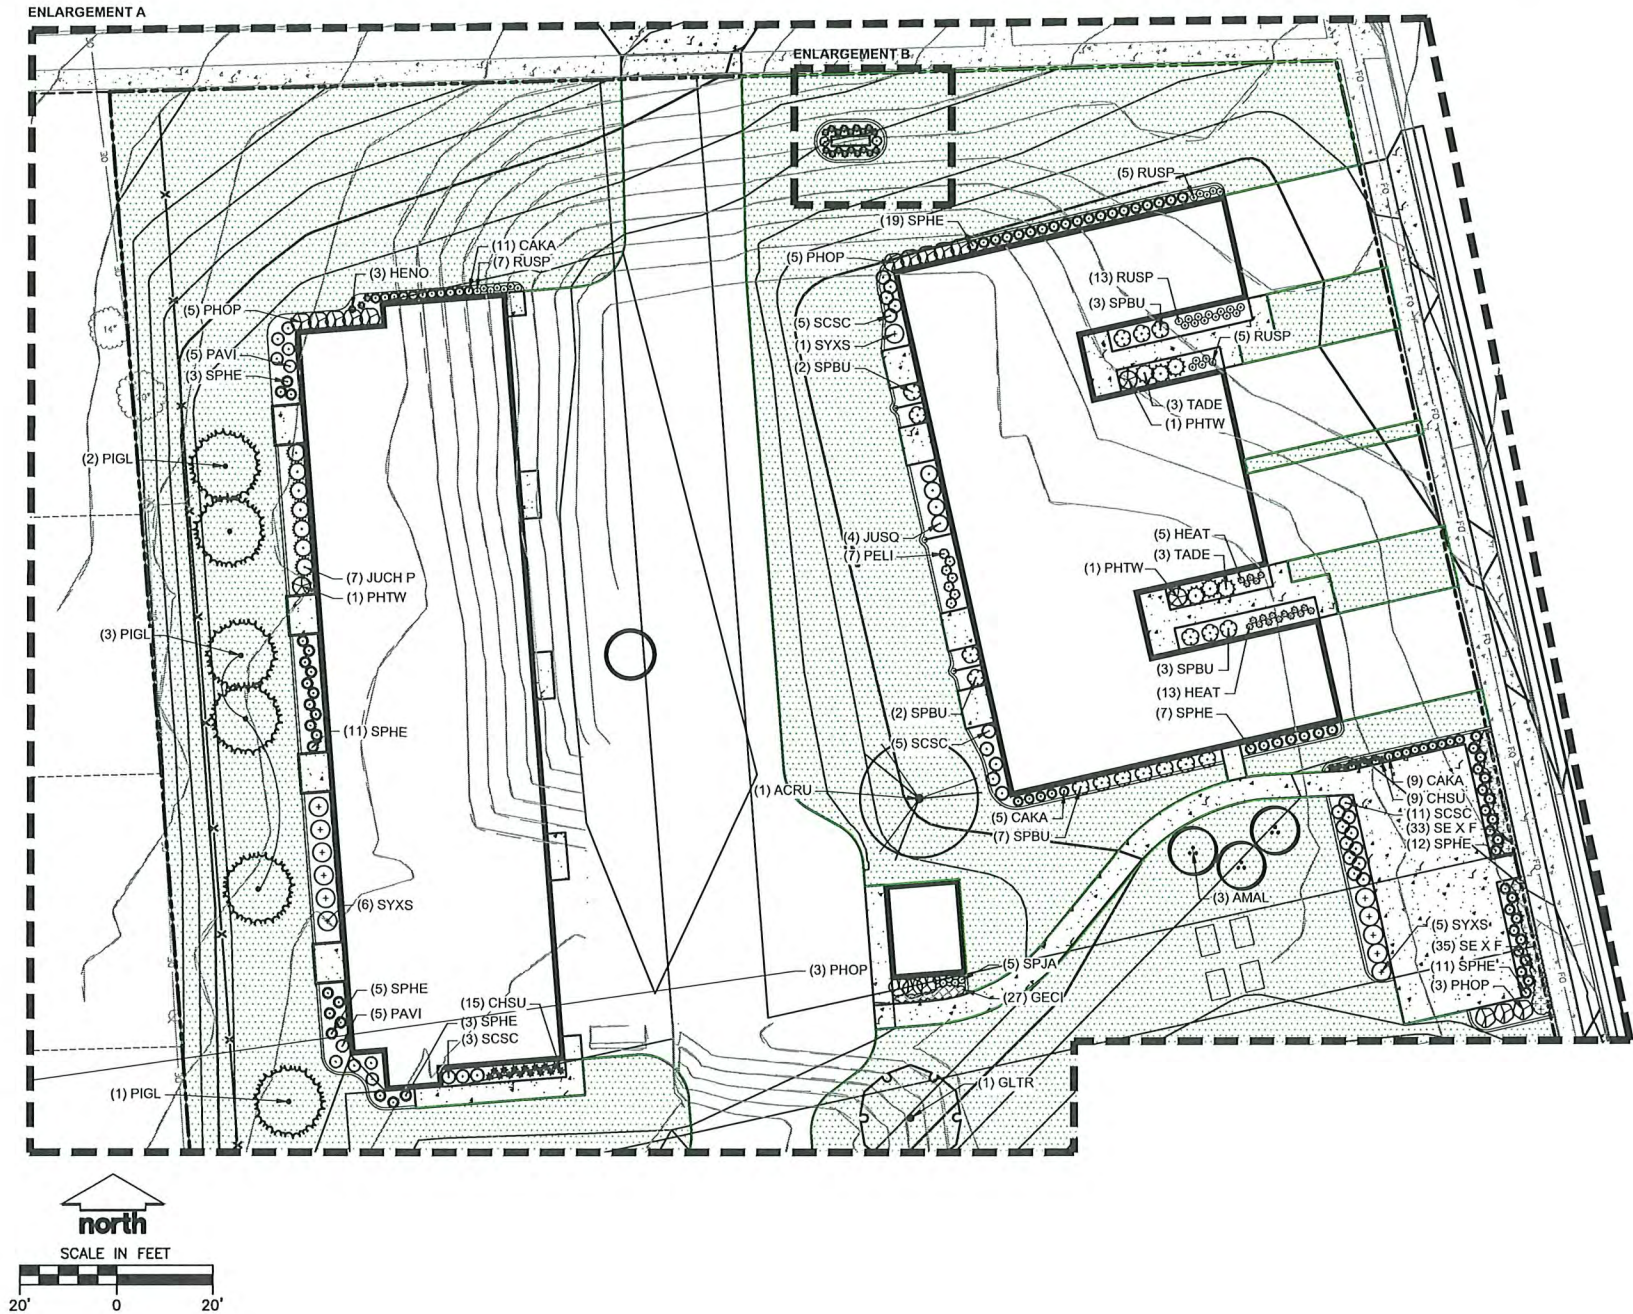 ENLARGEMENT A
ENLARGEMENT B
(5) RUSP
(19) SPHE
(11) CAKA
(7) RUSP
(3) HENO
(5) PHOP
(13) RUSP
(3) SPBU
(5) PHOP
(5) SCSC
(1) SYXS
(5) RUSP
(5) PAVI
(3) SPHE
(2) SPBU
(3) TADE
(1) PHTW
(2) PIGL
(4) JUSQ
(7) PELI
(5) HEAT
(3) TADE
(1) PHTW
(7) JUCH P
(1) PHTW
(3) PIGL
(3) SPBU
(13) HEAT
(7) SPHE
(2) SPBU
(11) SPHE
(5) SCSC
(1) ACRU
(9) CAKA
(9) CHSU
(11) SCSC
(33) SE X F
(12) SPHE
(5) CAKA
(7) SPBU
(3) AMAL
(6) SYXS
(5) SYXS
(35) SE X F
(11) SPHE
(3) PHOP
(3) PHOP
(5) SPJA
(27) GECI
(5) SPHE
(5) PAVI
(15) CHSU
(3) SPHE
(3) SCSC
(1) PIGL
(1) GLTR
north
SCALE IN FEET
20' 0 20'